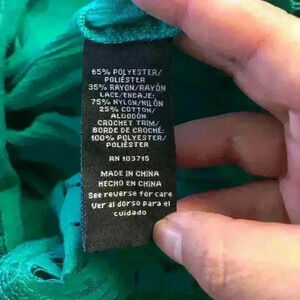 65% POLYESTER/
POLIÉSTER
35% RAYON/RAYÓN
LACE/ENCAJE:
75% NYLON/NILÓN
25% COTTON/
ALGODÓN
CROCHET TRIM/
BORDE DE CROCHÉ:
100% POLYESTER/
POLIÉSTER
RN 103715
MADE IN CHINA
HECHO EN CHINA
See reverse for care
Ver al dorso para el
cuidado